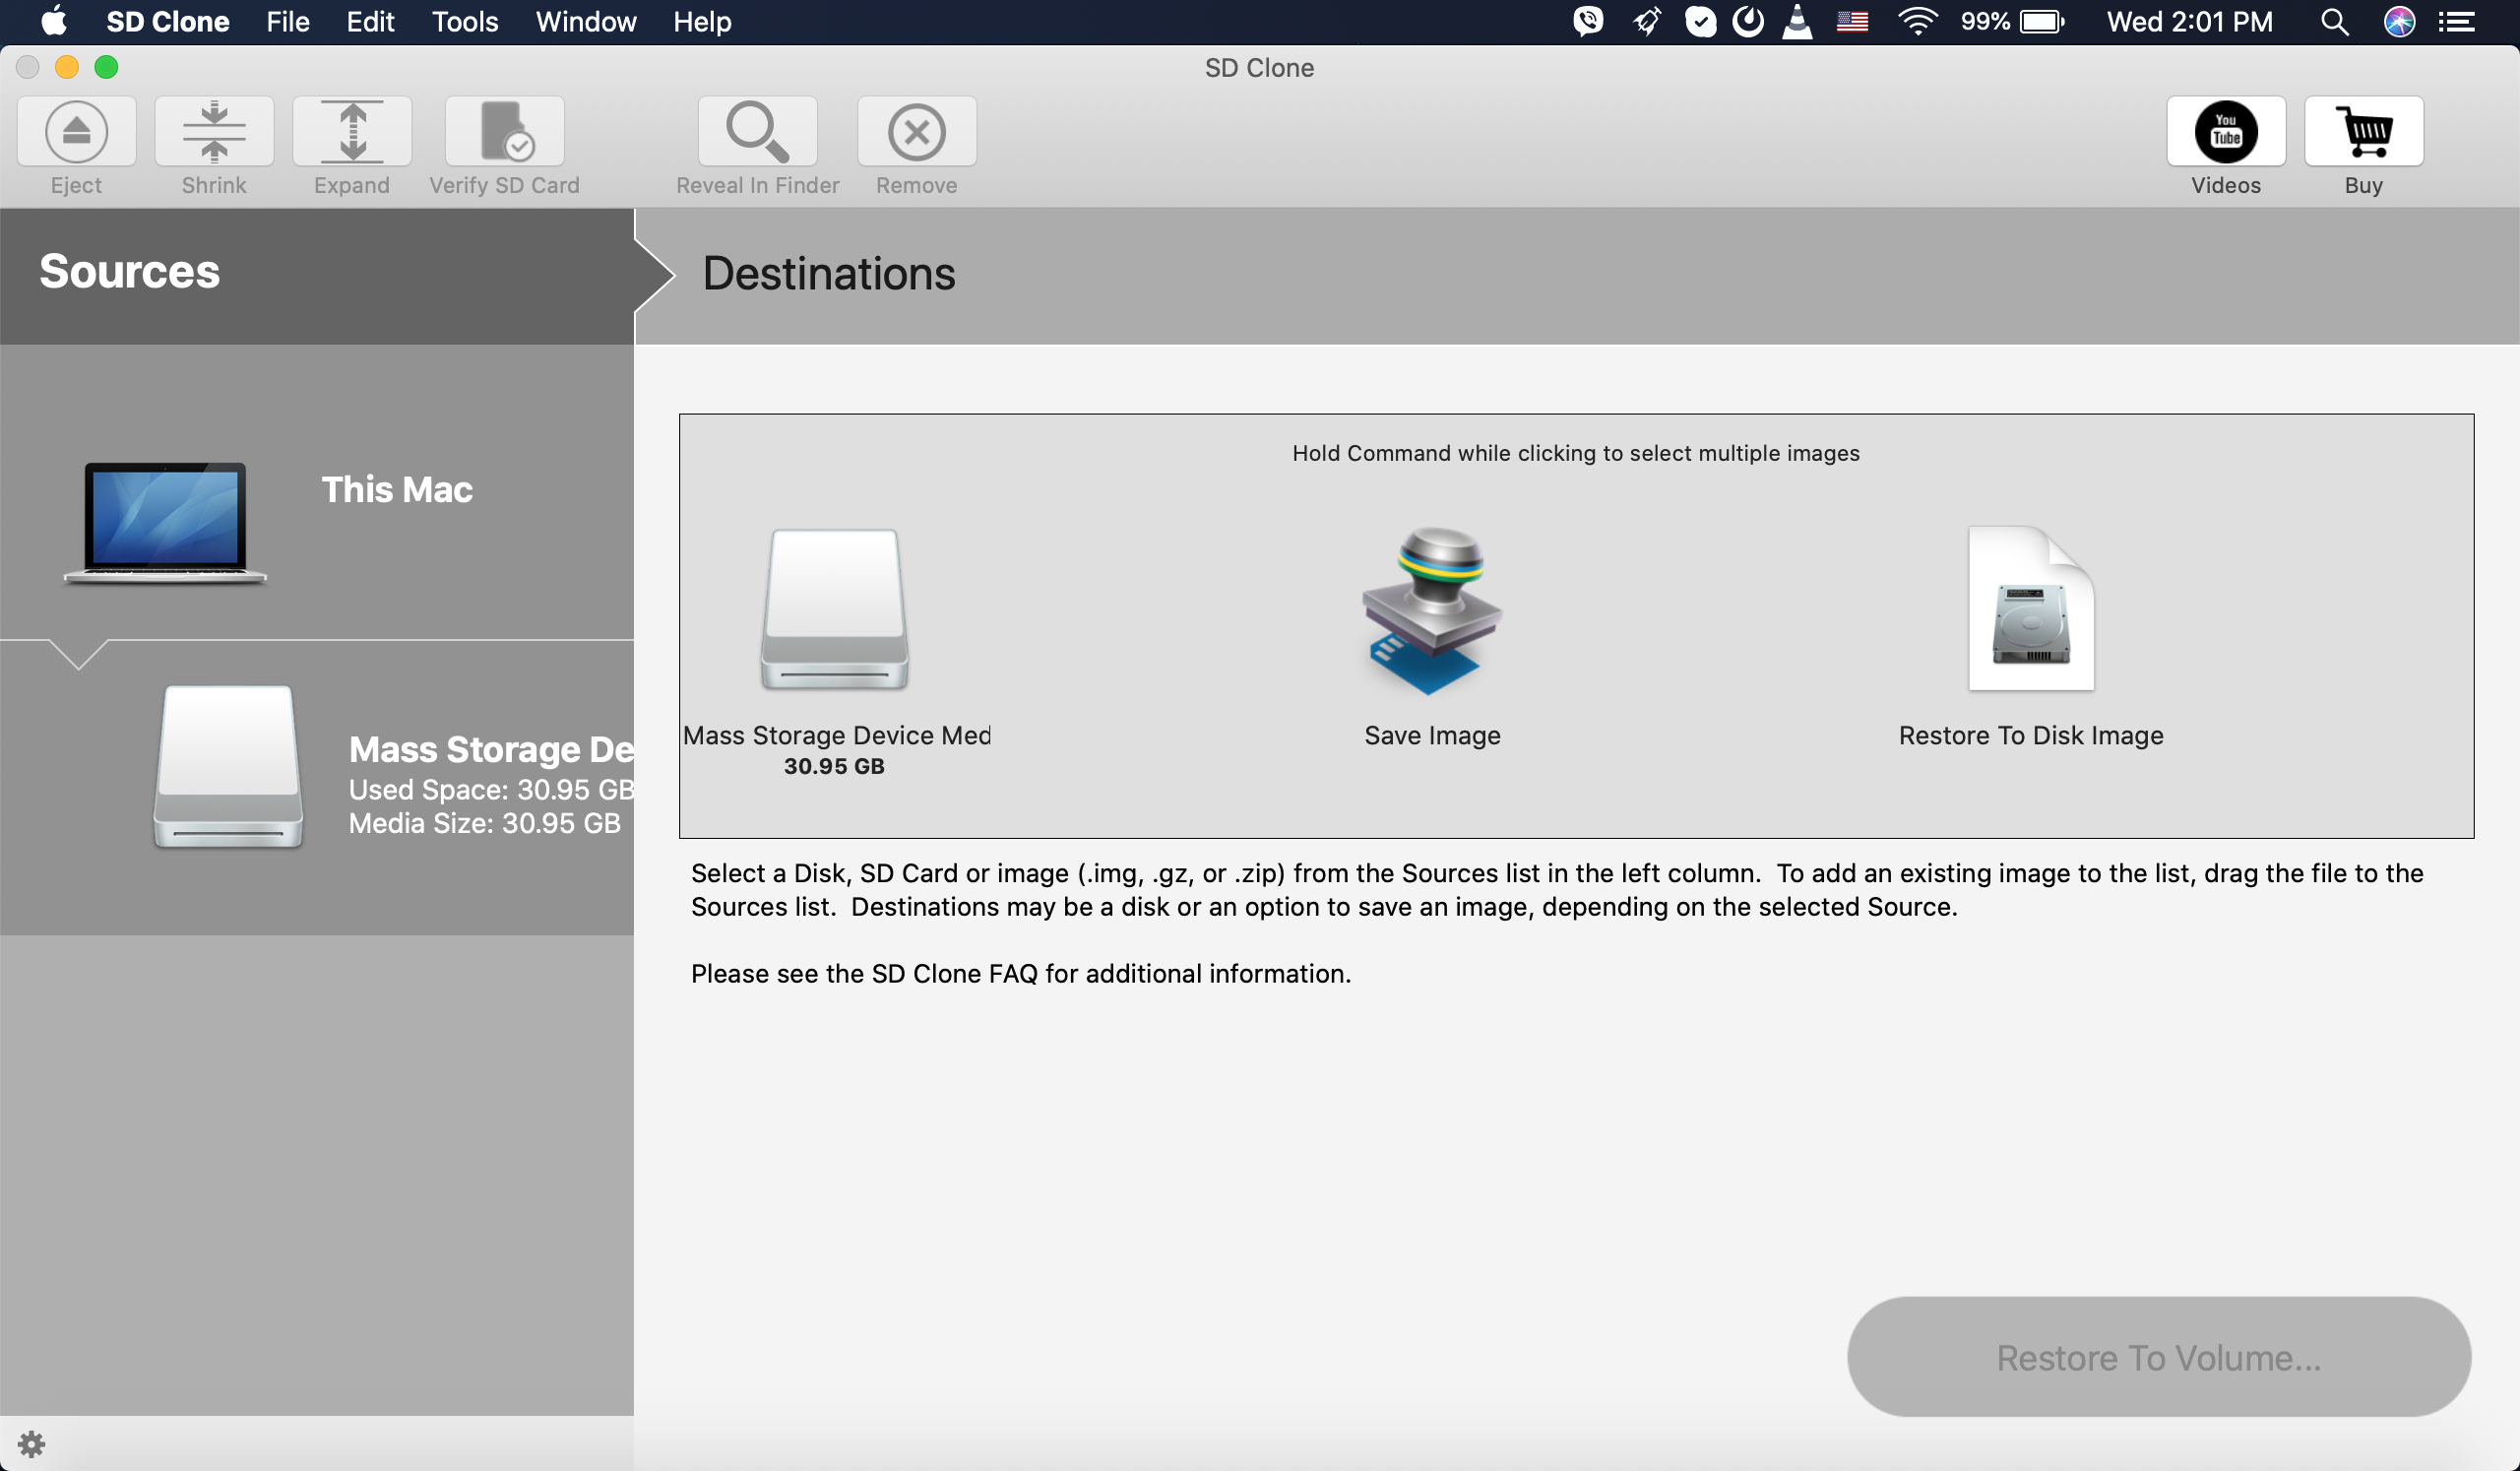 SD Clone File Edit Tools Window Help 99% Wed 2:01 PM
SD Clone
You
Tube
Eject Shrink Expand Verify SD Card Reveal In Finder Remove Videos Buy
Sources
Destinations
This Mac
Mass Storage De
Used Space: 30.95 GB
Media Size: 30.95 GB
Hold Command while clicking to select multiple images
Mass Storage Device Med
30.95 GB
Save Image
Restore To Disk Image
Select a Disk, SD Card or image (.img, .gz, or .zip) from the Sources list in the left column. To add an existing image to the list, drag the file to the
Sources list. Destinations may be a disk or an option to save an image, depending on the selected Source.
Please see the SD Clone FAQ for additional information.
Restore To Volume...